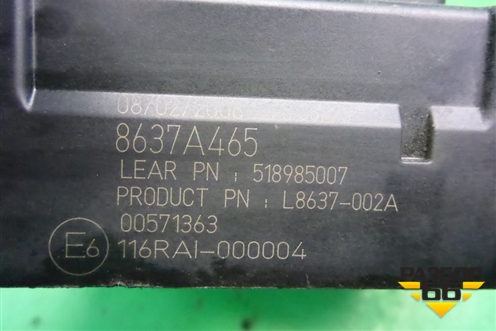 8637A465
LEAR PN : 518985007
PRODUCT PN : L8637-002A
00571363
E6 116RAI-000004